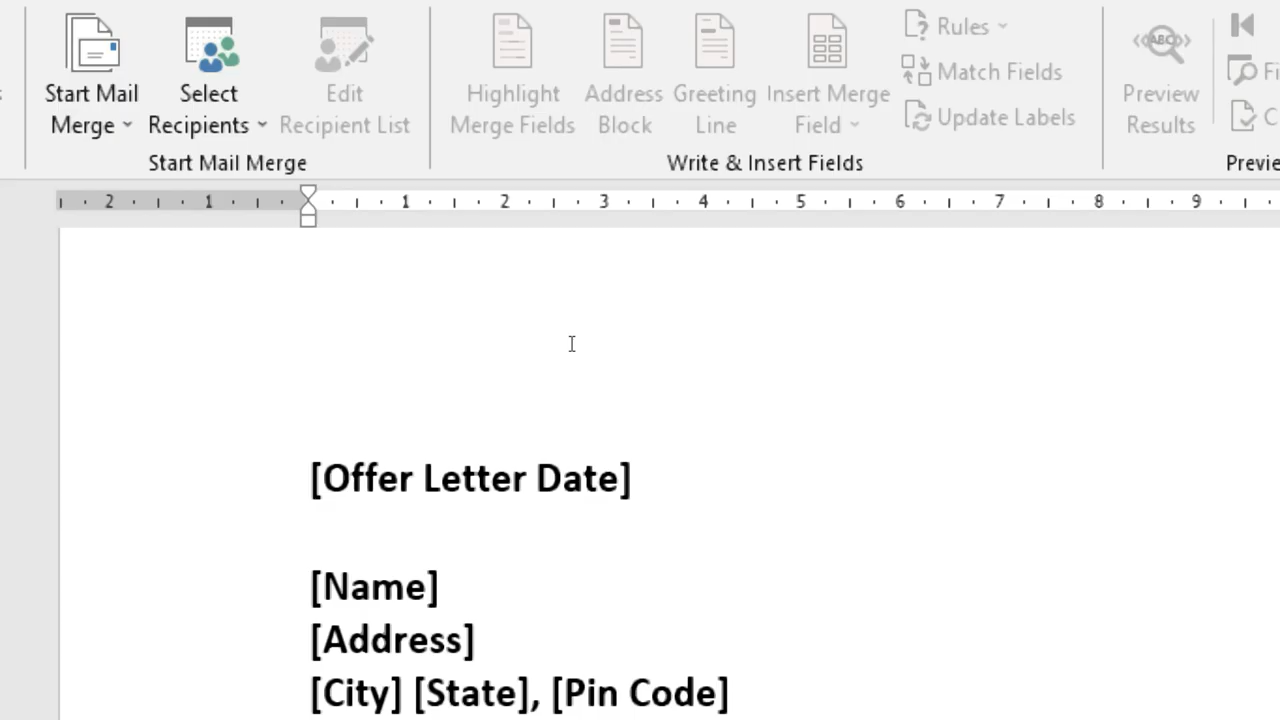 Start Mail Merge
Select Recipients
Edit Recipient List
Highlight Merge Fields
Address Block
Greeting Line
Insert Merge Field
Rules
Match Fields
Update Labels
Preview Results
Start Mail Merge
Write & Insert Fields
2 1 1 2 3 4 5 6 7 8 9
[Offer Letter Date]
[Name]
[Address]
[City] [State], [Pin Code]